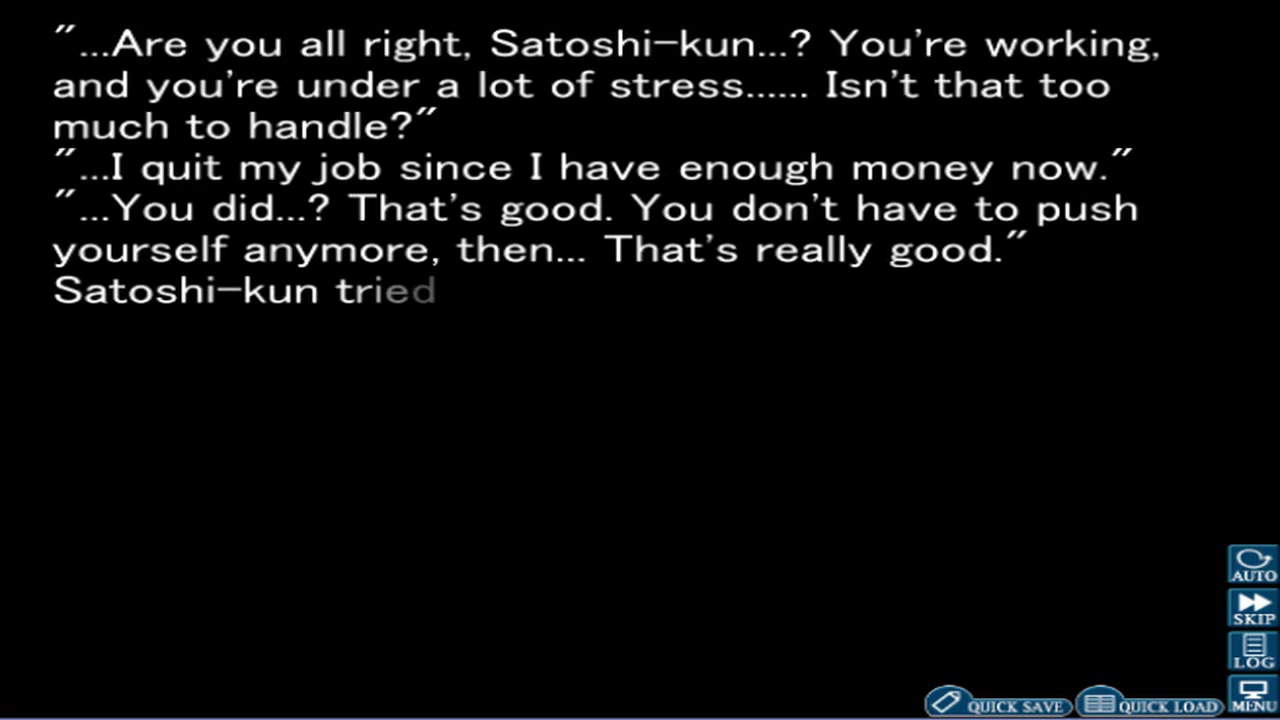 "...Are you all right, Satoshi-kun...? You're working,
and you're under a lot of stress...... Isn't that too
much to handle?"
"...I quit my job since I have enough money now."
"...You did...? That's good. You don't have to push
yourself anymore, then... That's really good."
Satoshi-kun tried
AUTO
SKIP
LOG
MENU
QUICK SAVE
QUICK LOAD